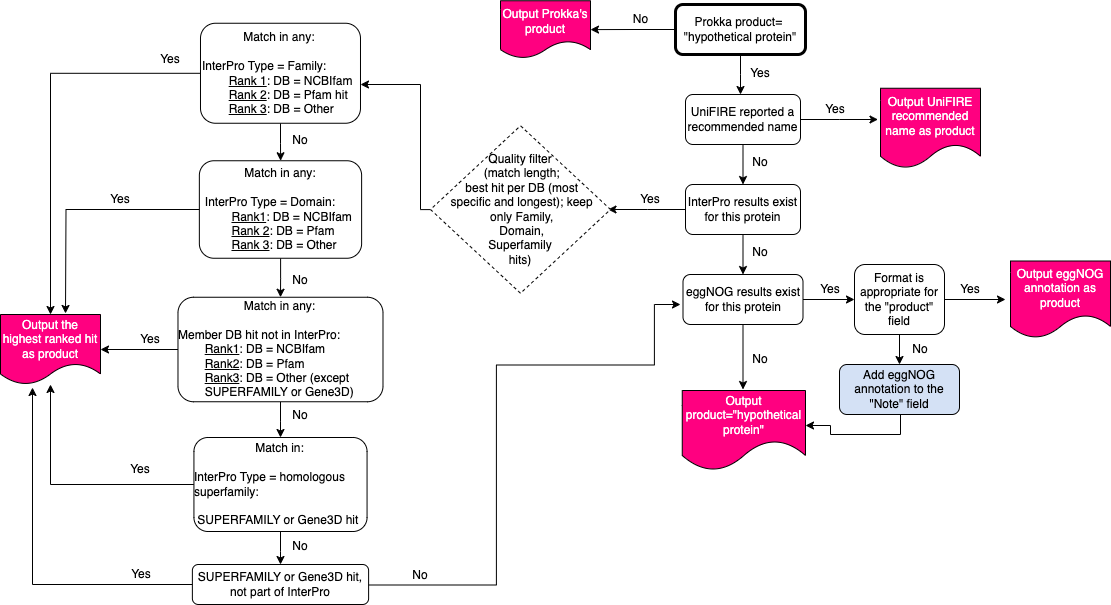 Prokka product=
"hypothetical protein"
No
Output Prokka's
product
Yes
UniFIRE reported a
recommended name
Yes
Output UniFIRE
recommended
name as product
No
InterPro results exist
for this protein
Yes
Quality filter
(match length;
best hit per DB (most
specific and longest); keep
only Family,
Domain,
Superfamily
hits)
No
eggNOG results exist
for this protein
Yes
Format is
appropriate for
the "product"
field
Yes
Output eggNOG
annotation as
product
No
Add eggNOG
annotation to the
"Note" field
No
Output
product="hypothetical
protein"
Match in any:
InterPro Type = Family:
Rank 1: DB = NCBIfam
Rank 2: DB = Pfam hit
Rank 3: DB = Other
Yes
No
Match in any:
InterPro Type = Domain:
Rank1: DB = NCBIfam
Rank 2: DB = Pfam
Rank 3: DB = Other
Yes
No
Match in any:
Member DB hit not in InterPro:
Rank1: DB = NCBIfam
Rank2: DB = Pfam
Rank3: DB = Other (except
SUPERFAMILY or Gene3D)
Yes
Output the
highest ranked hit
as product
No
Match in:
InterPro Type = homologous
superfamily:
SUPERFAMILY or Gene3D hit
Yes
No
SUPERFAMILY or Gene3D hit,
not part of InterPro
Yes
No